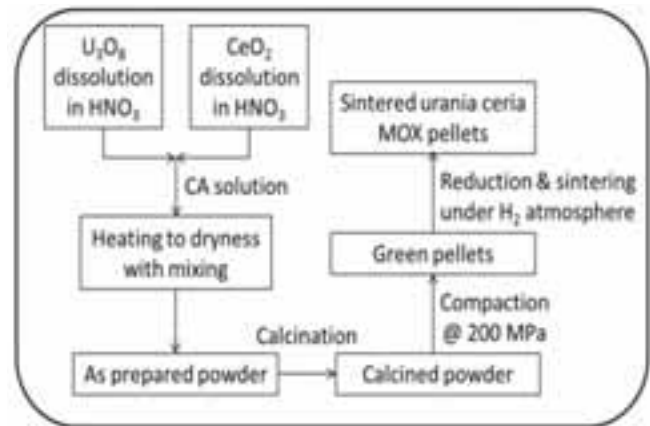 U₃O₈
dissolution
in HNO₃
CeO₂
dissolution
in HNO₃
CA solution
Heating to dryness
with mixing
As prepared powder
Calcination
Calcined powder
Compaction
@ 200 MPa
Green pellets
Reduction & sintering
under H₂ atmosphere
Sintered urania ceria
MOX pellets